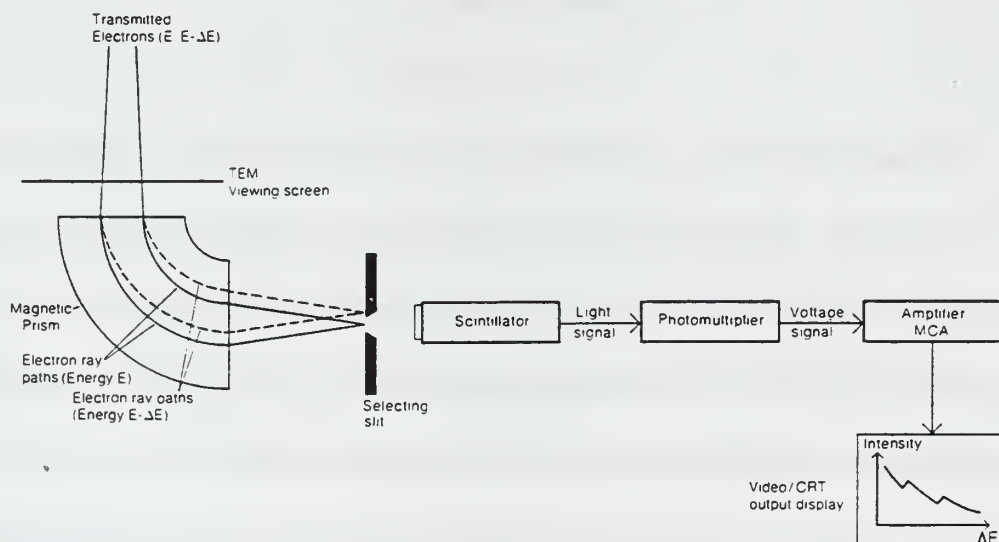 Transmitted
Electrons (E E-ΔE)
TEM
Viewing screen
Magnetic
Prism
Electron ray
paths (Energy E)
Electron ray paths
(Energy E-ΔE)
Selecting
slit
Scintillator
Light
signal
Photomultiplier
Voltage
signal
Amplifier
MCA
Intensity
Video/CRT
output display
ΔE